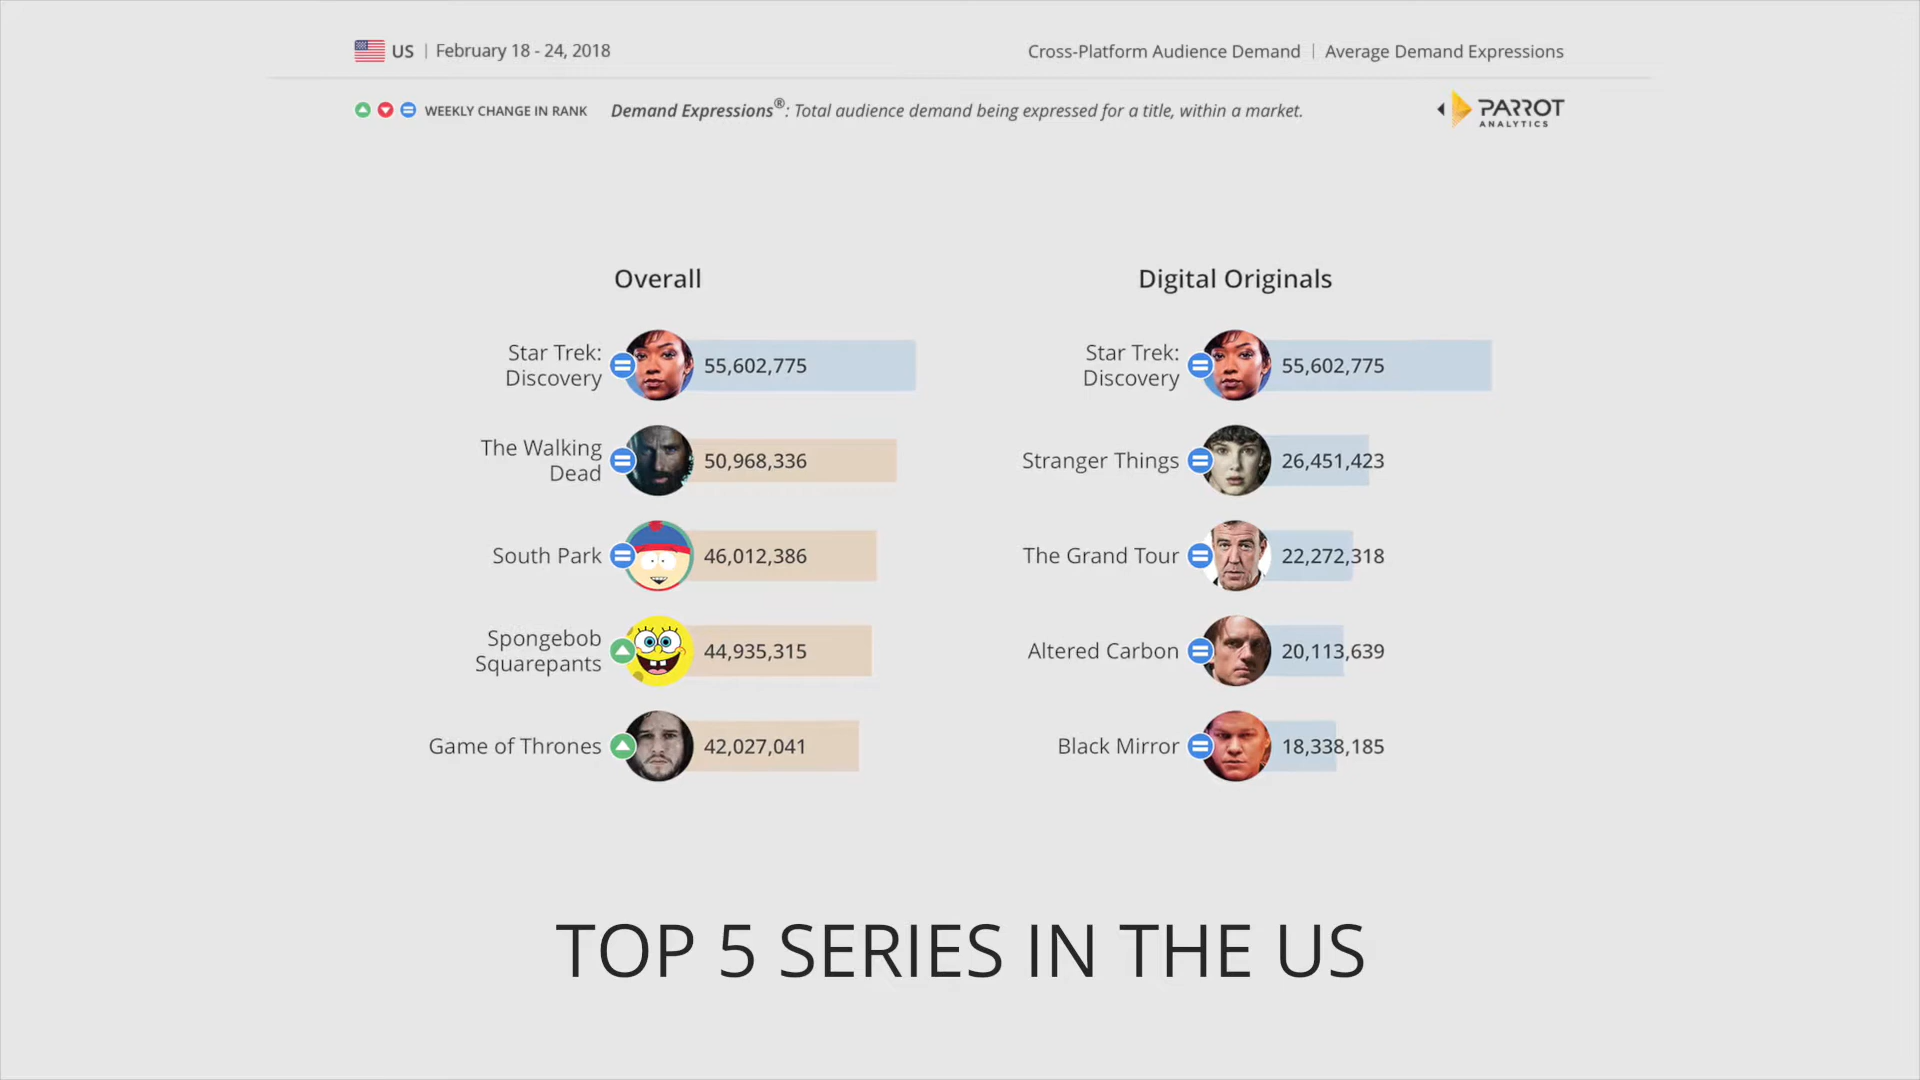 US | February 18 - 24, 2018
Cross-Platform Audience Demand | Average Demand Expressions
WEEKLY CHANGE IN RANK
Demand Expressions®: Total audience demand being expressed for a title, within a market.
PARROT
ANALYTICS
Overall
Star Trek:
Discovery
55,602,775
The Walking
Dead
50,968,336
South Park
46,012,386
Spongebob
Squarepants
44,935,315
Game of Thrones
42,027,041
Digital Originals
Star Trek:
Discovery
55,602,775
Stranger Things
26,451,423
The Grand Tour
22,272,318
Altered Carbon
20,113,639
Black Mirror
18,338,185
TOP 5 SERIES IN THE US